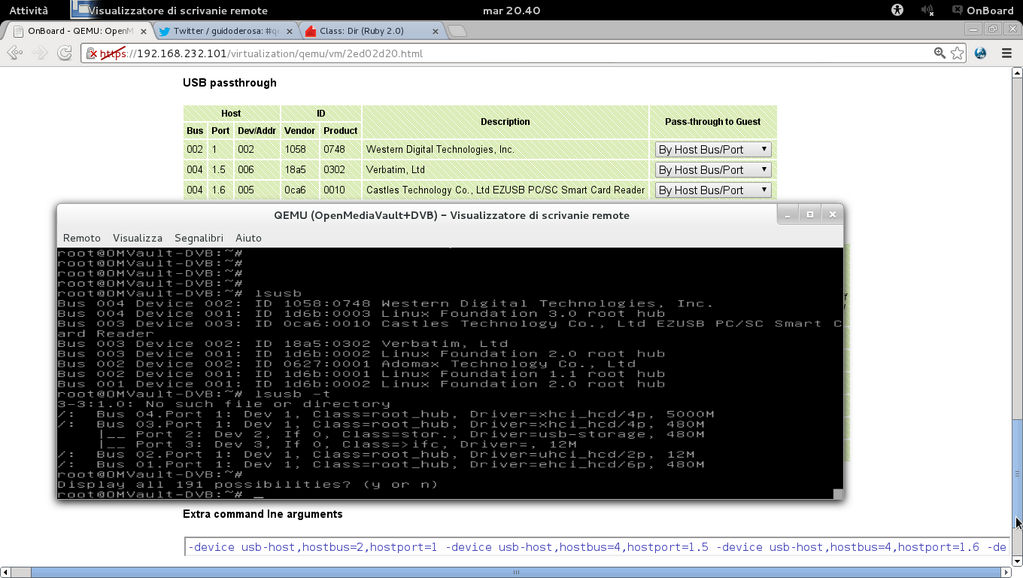 Attività
Visualizzatore di scrivanie remote
mar 20.40
OnBoard
OnBoard - QEMU: OpenM
Twitter / guidoderosa: #q
Class: Dir (Ruby 2.0)
https://192.168.232.101/virtualization/qemu/vm/2ed02d20.html
USB passthrough
Host ID Description Pass-through to Guest
Bus Port Dev/Addr Vendor Product
002 1 002 1058 0748 Western Digital Technologies, Inc. By Host Bus/Port
004 1.5 006 18a5 0302 Verbatim, Ltd By Host Bus/Port
004 1.6 005 0ca6 0010 Castles Technology Co., Ltd EZUSB PC/SC Smart Card Reader By Host Bus/Port
QEMU (OpenMediaVault+DVB) – Visualizzatore di scrivanie remote
Remoto Visualizza Segnalibri Aiuto
root@OMVault-DVB:~#
root@OMVault-DVB:~#
root@OMVault-DVB:~#
root@OMVault-DVB:~#
root@OMVault-DVB:~# lsusb
Bus 004 Device 002: ID 1058:0748 Western Digital Technologies, Inc.
Bus 004 Device 001: ID 1d6b:0003 Linux Foundation 3.0 root hub
Bus 003 Device 003: ID 0ca6:0010 Castles Technology Co., Ltd EZUSB PC/SC Smart C
ard Reader
Bus 003 Device 002: ID 18a5:0302 Verbatim, Ltd
Bus 003 Device 001: ID 1d6b:0002 Linux Foundation 2.0 root hub
Bus 002 Device 002: ID 0627:0001 Adomax Technology Co., Ltd
Bus 002 Device 001: ID 1d6b:0001 Linux Foundation 1.1 root hub
Bus 001 Device 001: ID 1d6b:0002 Linux Foundation 2.0 root hub
root@OMVault-DVB:~# lsusb -t
3-3:1.0: No such file or directory
/: Bus 04.Port 1: Dev 1, Class=root_hub, Driver=xhci_hcd/4p, 5000M
/: Bus 03.Port 1: Dev 1, Class=root_hub, Driver=xhci_hcd/4p, 480M
|__ Port 2: Dev 2, If 0, Class=stor., Driver=usb-storage, 480M
|__ Port 3: Dev 3, If 0, Class=>ifc, Driver=, 12M
/: Bus 02.Port 1: Dev 1, Class=root_hub, Driver=uhci_hcd/2p, 12M
/: Bus 01.Port 1: Dev 1, Class=root_hub, Driver=ehci_hcd/6p, 480M
root@OMVault-DVB:~#
Display all 191 possibilities? (y or n)
root@OMVault-DVB:~# _
Extra command lne arguments
-device usb-host,hostbus=2,hostport=1 -device usb-host,hostbus=4,hostport=1.5 -device usb-host,hostbus=4,hostport=1.6 -de